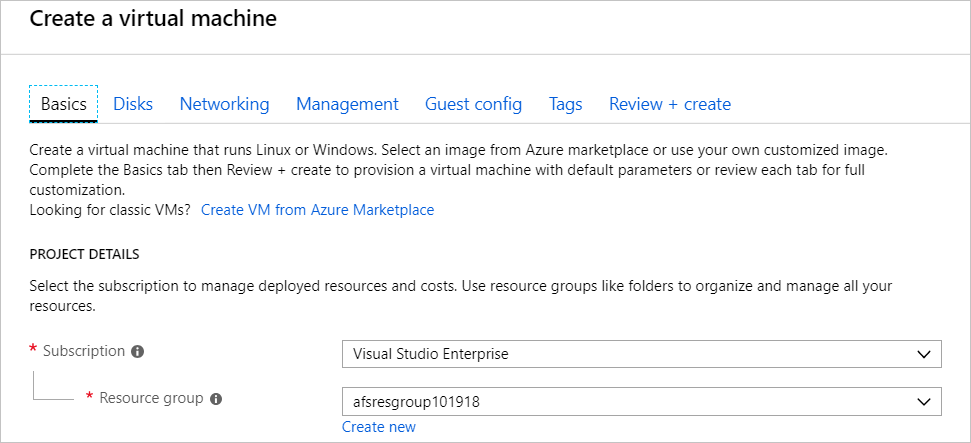 Create a virtual machine
Basics Disks Networking Management Guest config Tags Review + create
Create a virtual machine that runs Linux or Windows. Select an image from Azure marketplace or use your own customized image.
Complete the Basics tab then Review + create to provision a virtual machine with default parameters or review each tab for full
customization.
Looking for classic VMs? Create VM from Azure Marketplace
PROJECT DETAILS
Select the subscription to manage deployed resources and costs. Use resource groups like folders to organize and manage all your
resources.
* Subscription Visual Studio Enterprise
* Resource group afsresgroup101918
Create new